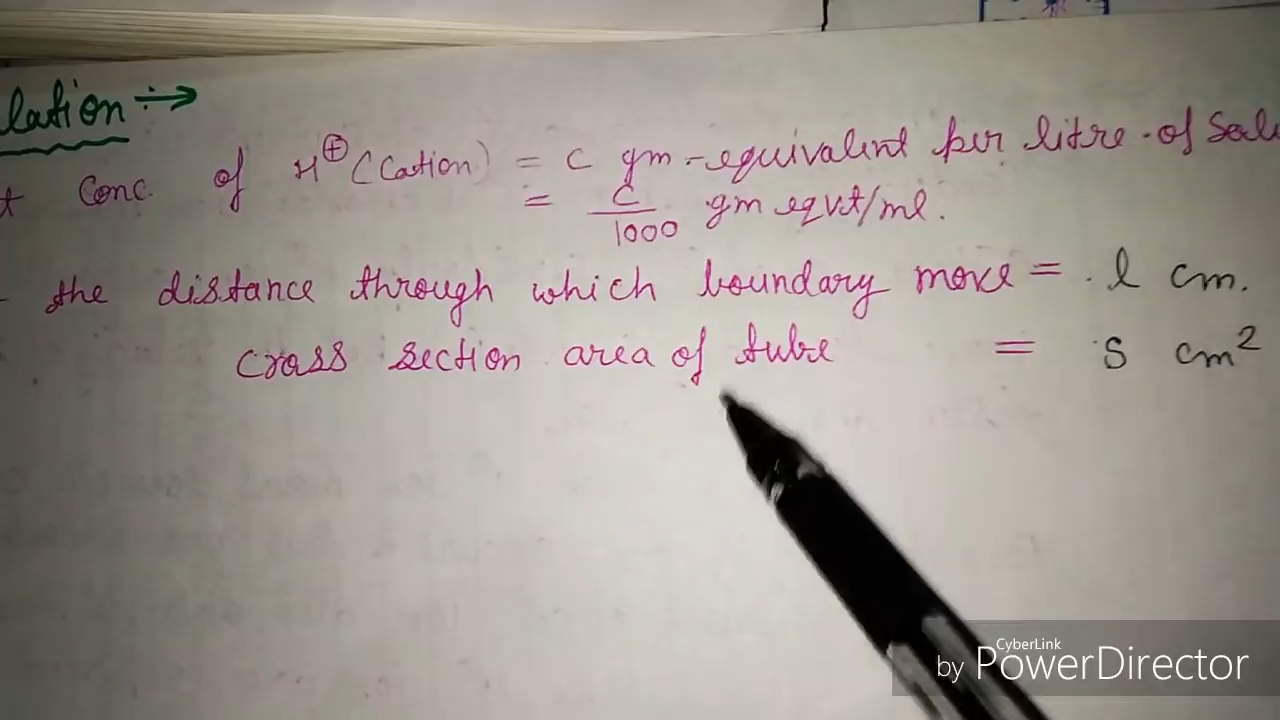 lation ÷→
t Conc. of H⊕ (Cation) = C gm-equivalent per litre of Sol
= C/1000 gm eqvt/ml.
the distance through which boundary move = l cm.
cross section area of tube = s cm²
CyberLink
by PowerDirector